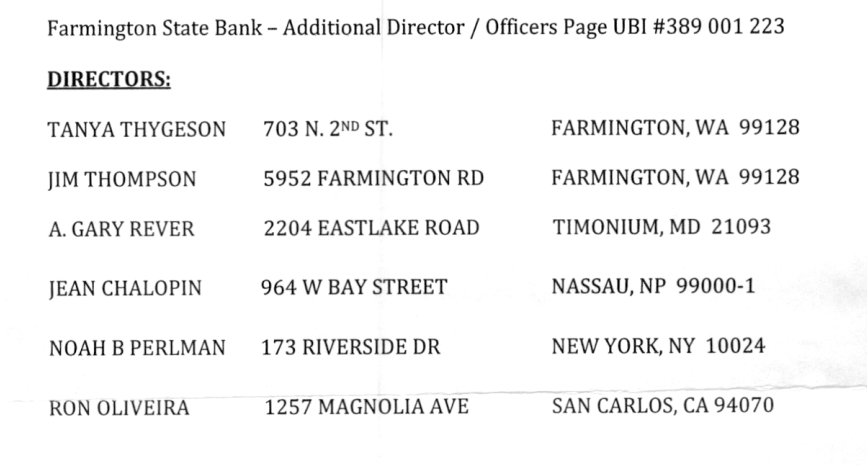 Farmington State Bank – Additional Director / Officers Page UBI #389 001 223
DIRECTORS:
TANYA THYGESON 703 N. 2ND ST. FARMINGTON, WA 99128
JIM THOMPSON 5952 FARMINGTON RD FARMINGTON, WA 99128
A. GARY REVER 2204 EASTLAKE ROAD TIMONIUM, MD 21093
JEAN CHALOPIN 964 W BAY STREET NASSAU, NP 99000-1
NOAH B PERLMAN 173 RIVERSIDE DR NEW YORK, NY 10024
RON OLIVEIRA 1257 MAGNOLIA AVE SAN CARLOS, CA 94070